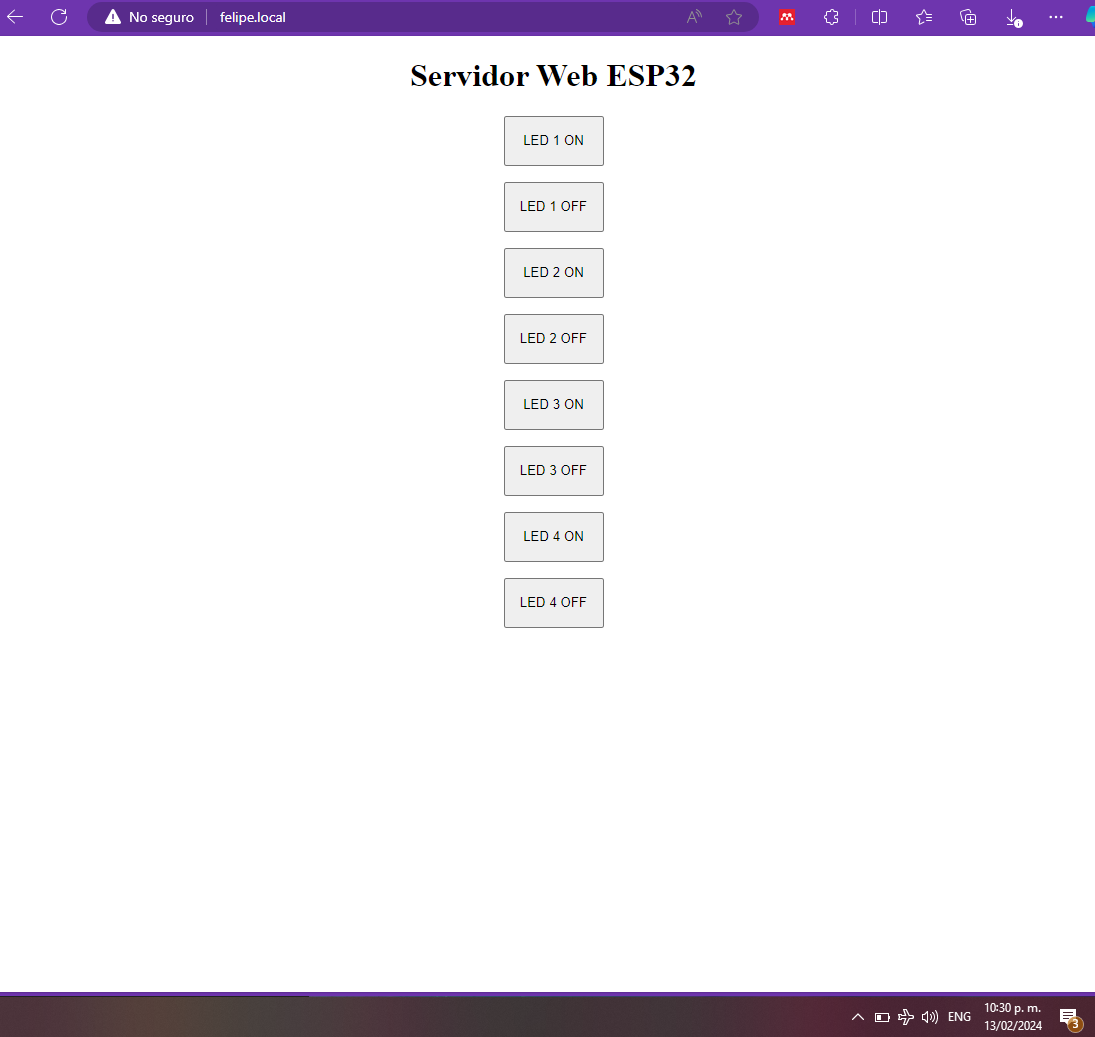 No seguro felipe.local
Servidor Web ESP32
LED 1 ON
LED 1 OFF
LED 2 ON
LED 2 OFF
LED 3 ON
LED 3 OFF
LED 4 ON
LED 4 OFF
ENG
10:30 p. m.
13/02/2024
3